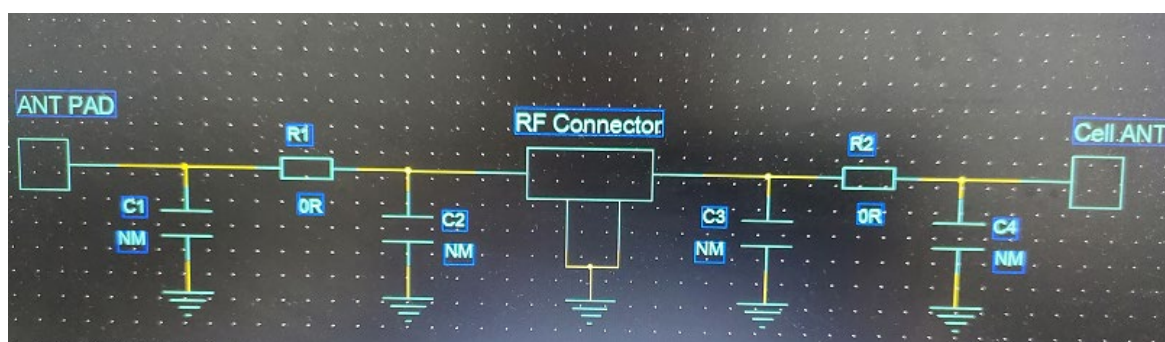 ANT PAD
RF Connector
Cell ANT
R1
R2
0R
0R
C1
NM
C2
NM
C3
NM
C4
NM